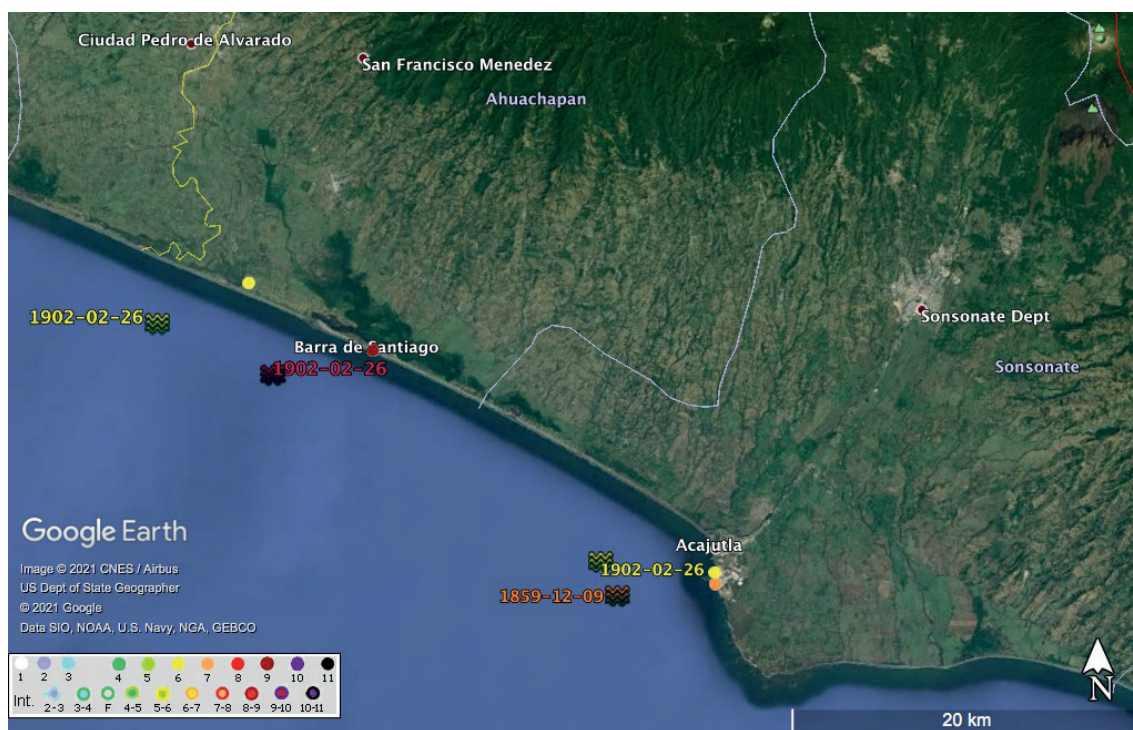 Ciudad Pedro de Alvarado
San Francisco Menedez
Ahuachapan
1902-02-26
Sonsonate Dept
Barra de Santiago
1902-02-26
Sonsonate
Google Earth
Acajutla
1902-02-26
1859-12-09
Image © 2021 CNES / Airbus
US Dept of State Geographer
© 2021 Google
Data SIO, NOAA, U.S. Navy, NGA, GEBCO
1 2 3 4 5 6 7 8 9 10 11
Int. 2-3 3-4 F 4-5 5-6 6-7 7-8 8-9 9-10 10-11
N
20 km